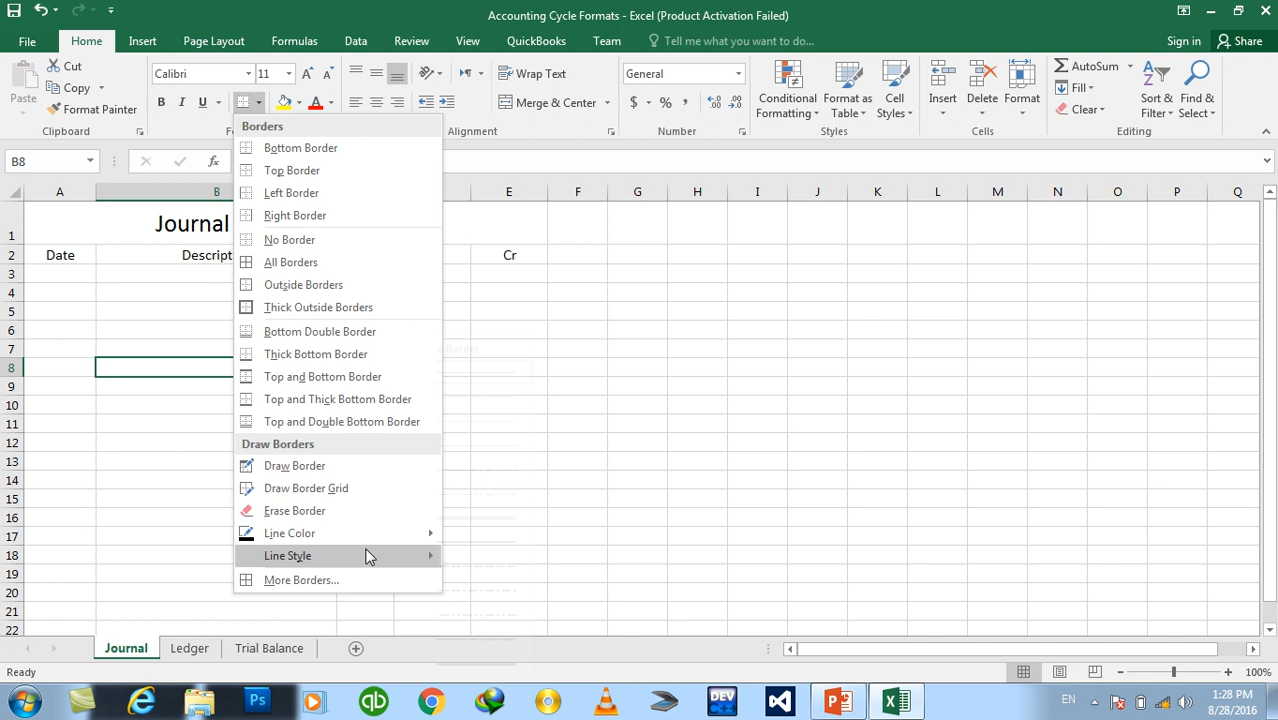 Accounting Cycle Formats - Excel (Product Activation Failed)
File Home Insert Page Layout Formulas Data Review View QuickBooks Team Tell me what you want to do... Sign in Share
Paste
Cut
Copy
Format Painter
Clipboard
Calibri 11
B I U A
Wrap Text
Merge & Center
Alignment
General
$ % ,
Number
Conditional Formatting
Format as Table
Cell Styles
Styles
Insert Delete Format
Cells
AutoSum
Fill
Clear
Sort & Filter
Find & Select
Editing
B8 fx
Borders
Bottom Border
Top Border
Left Border
Right Border
No Border
All Borders
Outside Borders
Thick Outside Borders
Bottom Double Border
Thick Bottom Border
Top and Bottom Border
Top and Thick Bottom Border
Top and Double Bottom Border
Draw Borders
Draw Border
Draw Border Grid
Erase Border
Line Color
Line Style
More Borders...
A B E F G H I J K L M N O P Q
1 Journal
2 Date Descript Cr
3
4
5
6
7
8
9
10
11
12
13
14
15
16
17
18
19
20
21
22
Journal Ledger Trial Balance
Ready 100%
EN 1:28 PM
8/28/2016